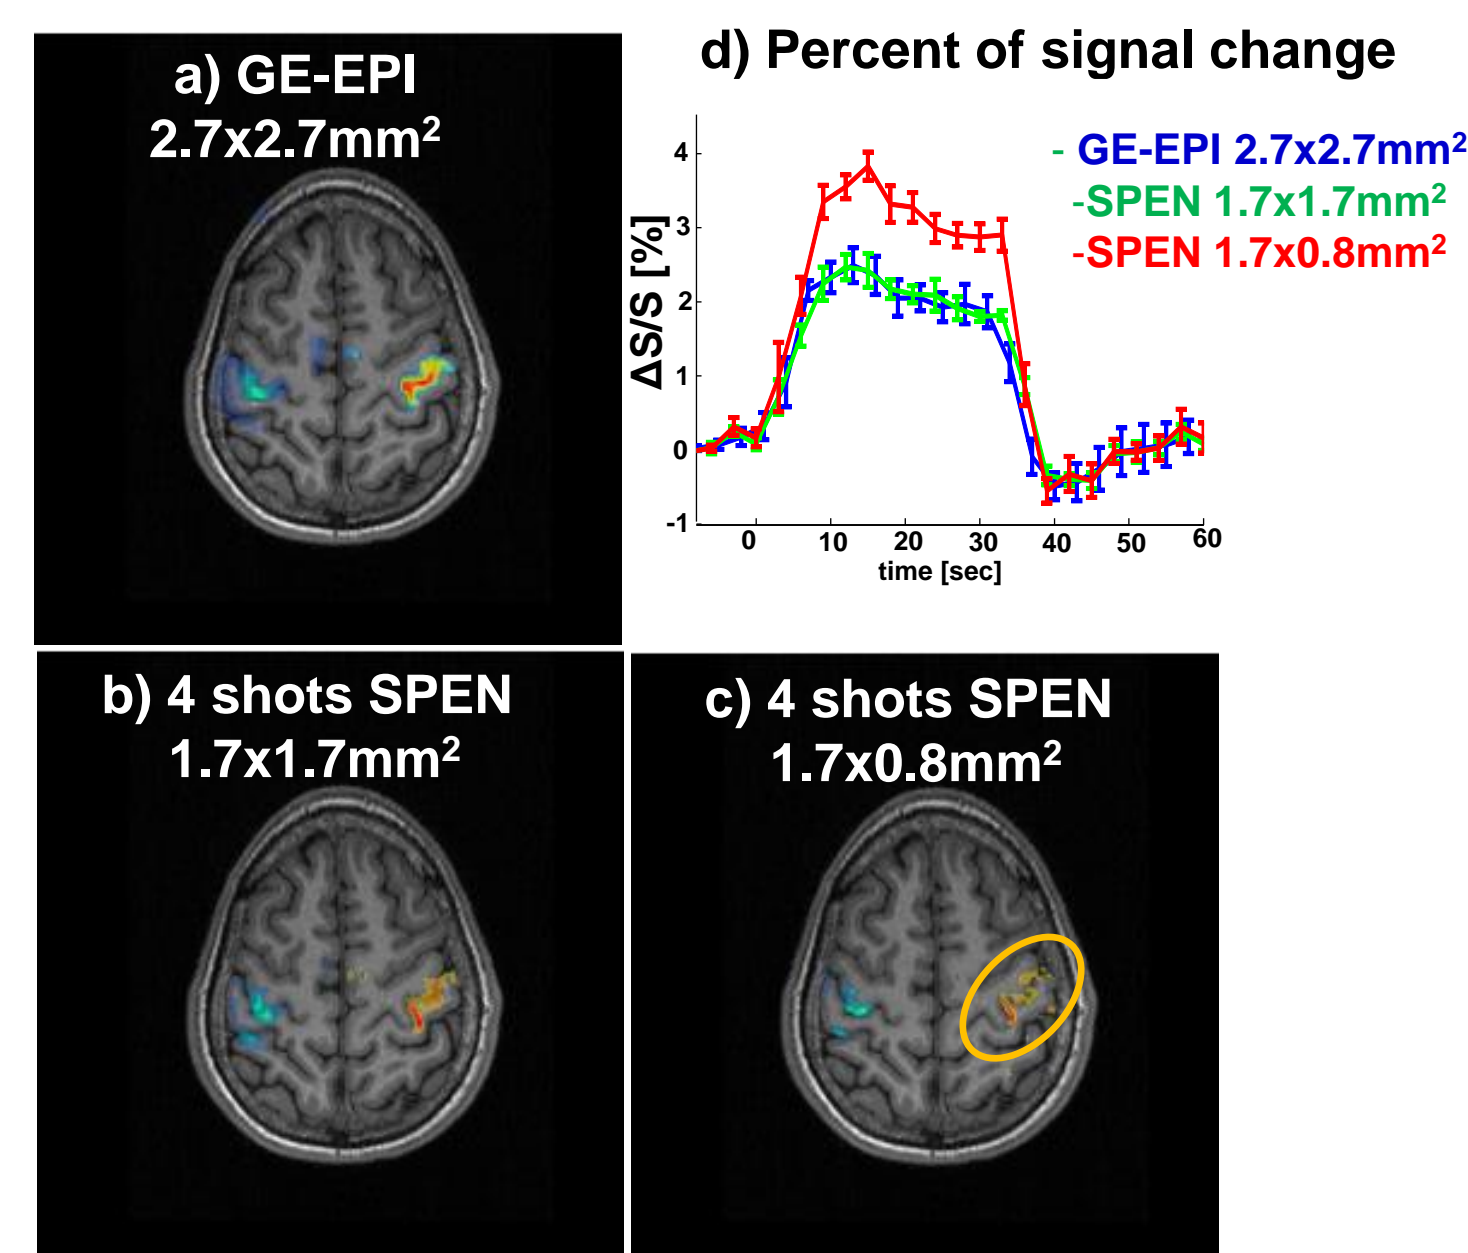 a) GE-EPI
2.7x2.7mm²
d) Percent of signal change
- GE-EPI 2.7x2.7mm²
-SPEN 1.7x1.7mm²
-SPEN 1.7x0.8mm²
ΔS/S [%]
4
3
2
1
0
-1
0 10 20 30 40 50 60
time [sec]
b) 4 shots SPEN
1.7x1.7mm²
c) 4 shots SPEN
1.7x0.8mm²